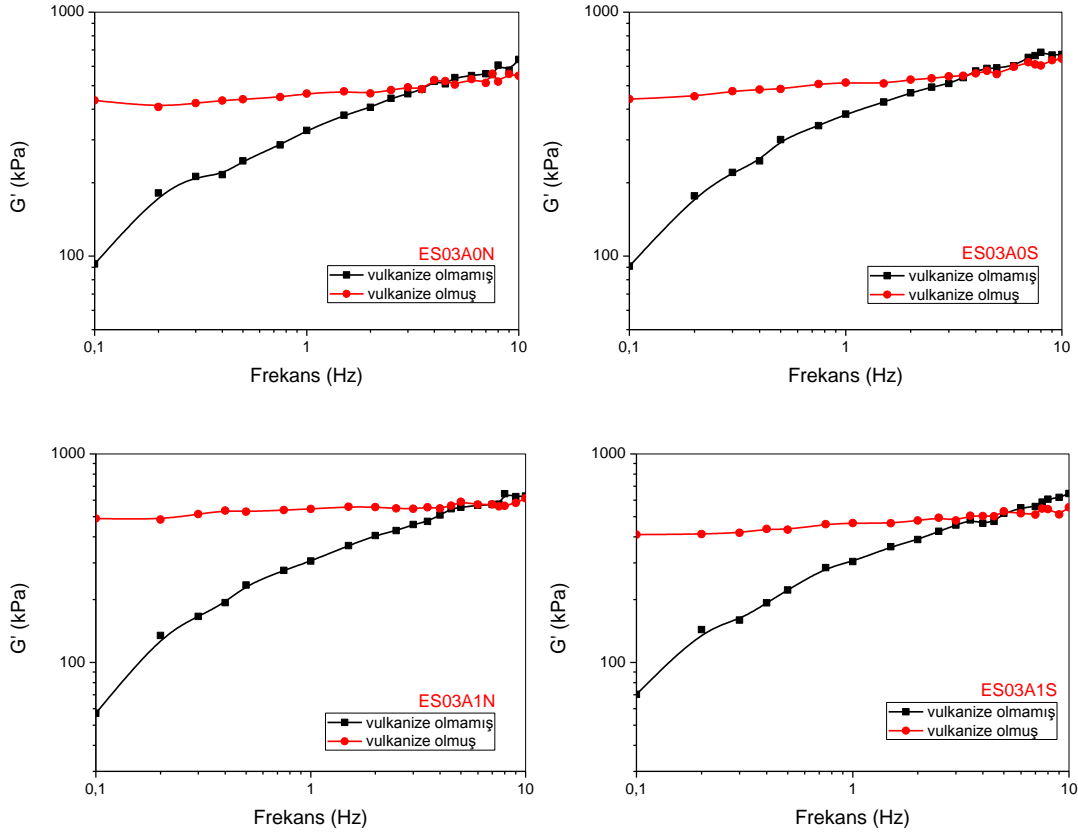 1000
100
G' (kPa)
ES03A0N
vulkanize olmamış
vulkanize olmuş
0,1
1
10
Frekans (Hz)
1000
100
G' (kPa)
ES03A0S
vulkanize olmamış
vulkanize olmuş
0,1
1
10
Frekans (Hz)
1000
100
G' (kPa)
ES03A1N
vulkanize olmamış
vulkanize olmuş
0,1
1
10
Frekans (Hz)
1000
100
G' (kPa)
ES03A1S
vulkanize olmamış
vulkanize olmuş
0,1
1
10
Frekans (Hz)